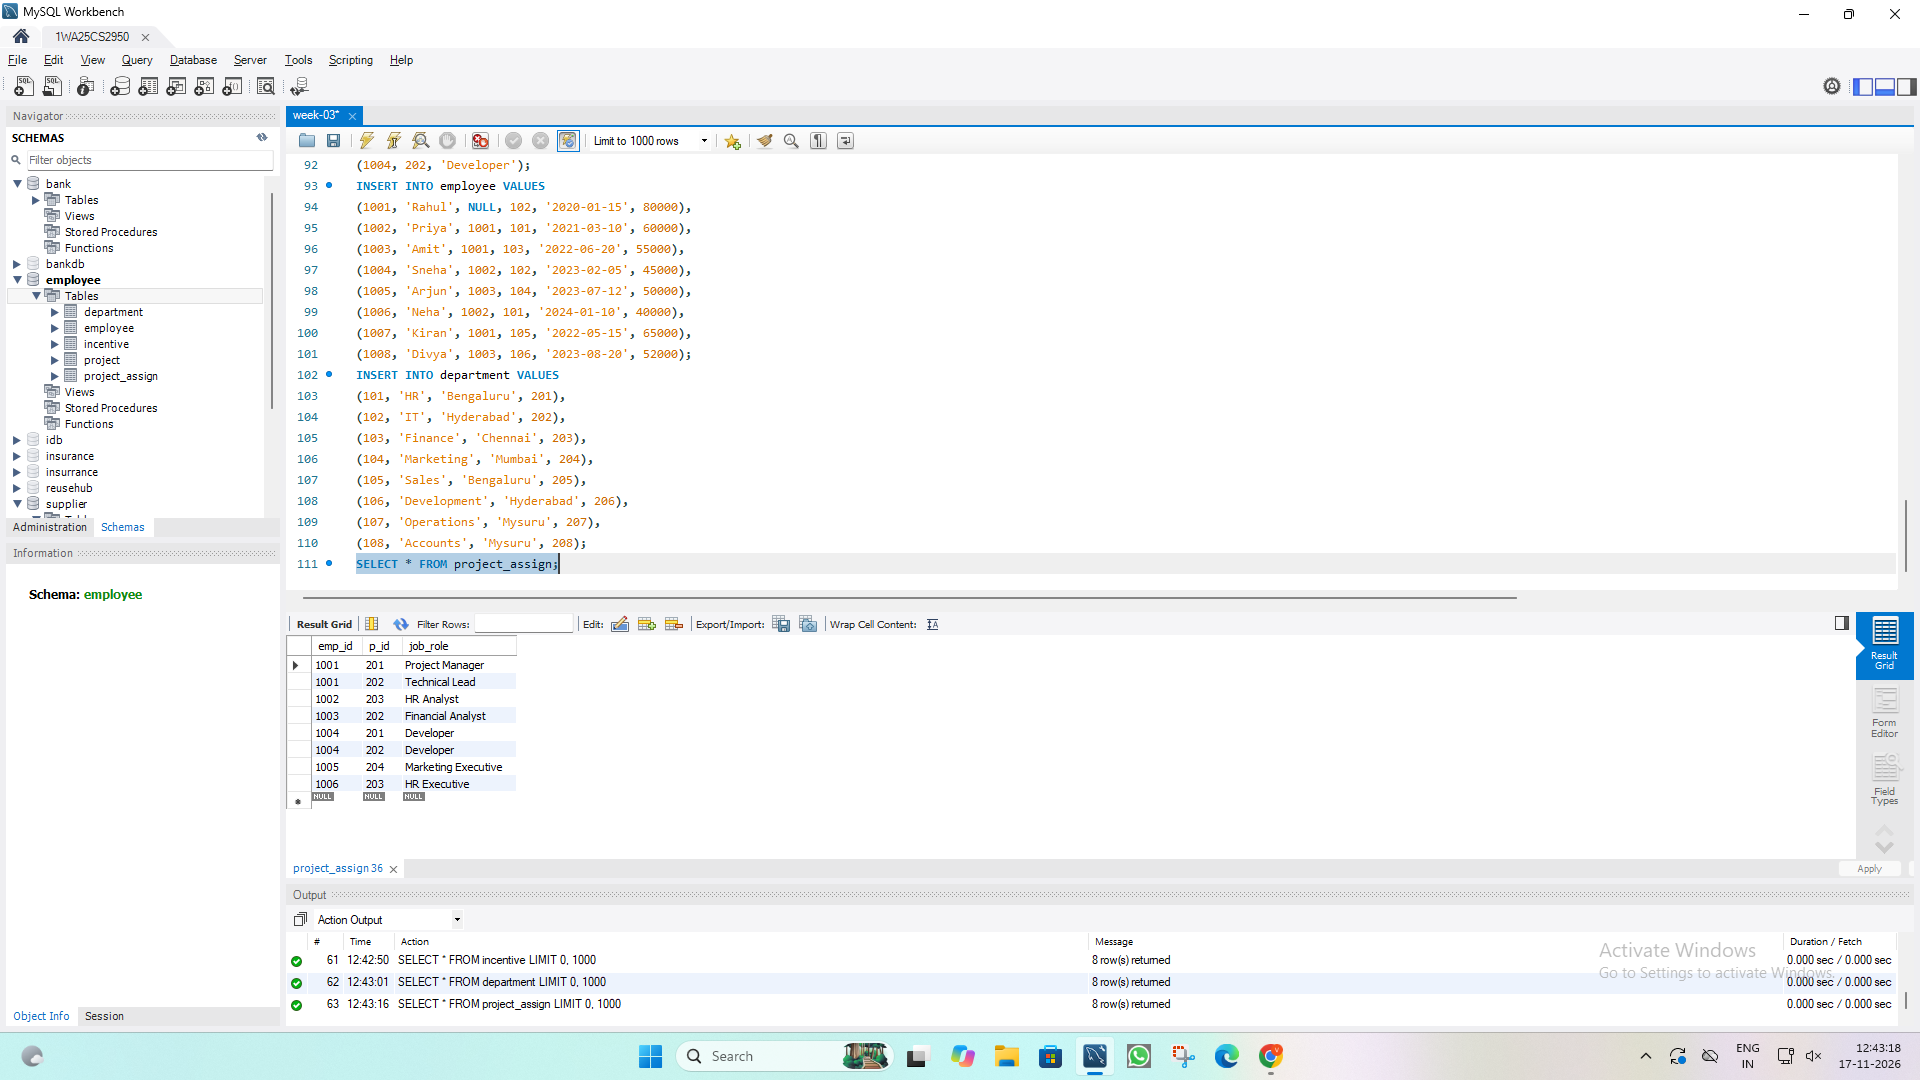 MySQL Workbench
1WA25CS2950
File Edit View Query Database Server Tools Scripting Help
Navigator
SCHEMAS
Filter objects
bank
Tables
Views
Stored Procedures
Functions
bankdb
employee
Tables
department
employee
incentive
project
project_assign
Views
Stored Procedures
Functions
idb
insurance
insurrance
reusehub
supplier
Administration Schemas
Information
Schema: employee
Object Info Session
week-03*
Limit to 1000 rows
92 (1004, 202, 'Developer');
93 INSERT INTO employee VALUES
94 (1001, 'Rahul', NULL, 102, '2020-01-15', 80000),
95 (1002, 'Priya', 1001, 101, '2021-03-10', 60000),
96 (1003, 'Amit', 1001, 103, '2022-06-20', 55000),
97 (1004, 'Sneha', 1002, 102, '2023-02-05', 45000),
98 (1005, 'Arjun', 1003, 104, '2023-07-12', 50000),
99 (1006, 'Neha', 1002, 101, '2024-01-10', 40000),
100 (1007, 'Kiran', 1001, 105, '2022-05-15', 65000),
101 (1008, 'Divya', 1003, 106, '2023-08-20', 52000);
102 INSERT INTO department VALUES
103 (101, 'HR', 'Bengaluru', 201),
104 (102, 'IT', 'Hyderabad', 202),
105 (103, 'Finance', 'Chennai', 203),
106 (104, 'Marketing', 'Mumbai', 204),
107 (105, 'Sales', 'Bengaluru', 205),
108 (106, 'Development', 'Hyderabad', 206),
109 (107, 'Operations', 'Mysuru', 207),
110 (108, 'Accounts', 'Mysuru', 208);
111 SELECT * FROM project_assign;
Result Grid Filter Rows: Edit: Export/Import: Wrap Cell Content:
emp_id p_id job_role
1001 201 Project Manager
1001 202 Technical Lead
1002 203 HR Analyst
1003 202 Financial Analyst
1004 201 Developer
1004 202 Developer
1005 204 Marketing Executive
1006 203 HR Executive
NULL NULL NULL
Result Grid
Form Editor
Field Types
project_assign 36
Apply
Output
Action Output
# Time Action Message Duration / Fetch
61 12:42:50 SELECT * FROM incentive LIMIT 0, 1000 8 row(s) returned 0.000 sec / 0.000 sec
62 12:43:01 SELECT * FROM department LIMIT 0, 1000 8 row(s) returned 0.000 sec / 0.000 sec
63 12:43:16 SELECT * FROM project_assign LIMIT 0, 1000 8 row(s) returned 0.000 sec / 0.000 sec
Activate Windows
Go to Settings to activate Windows.
Search
ENG
IN
12:43:18
17-11-2026